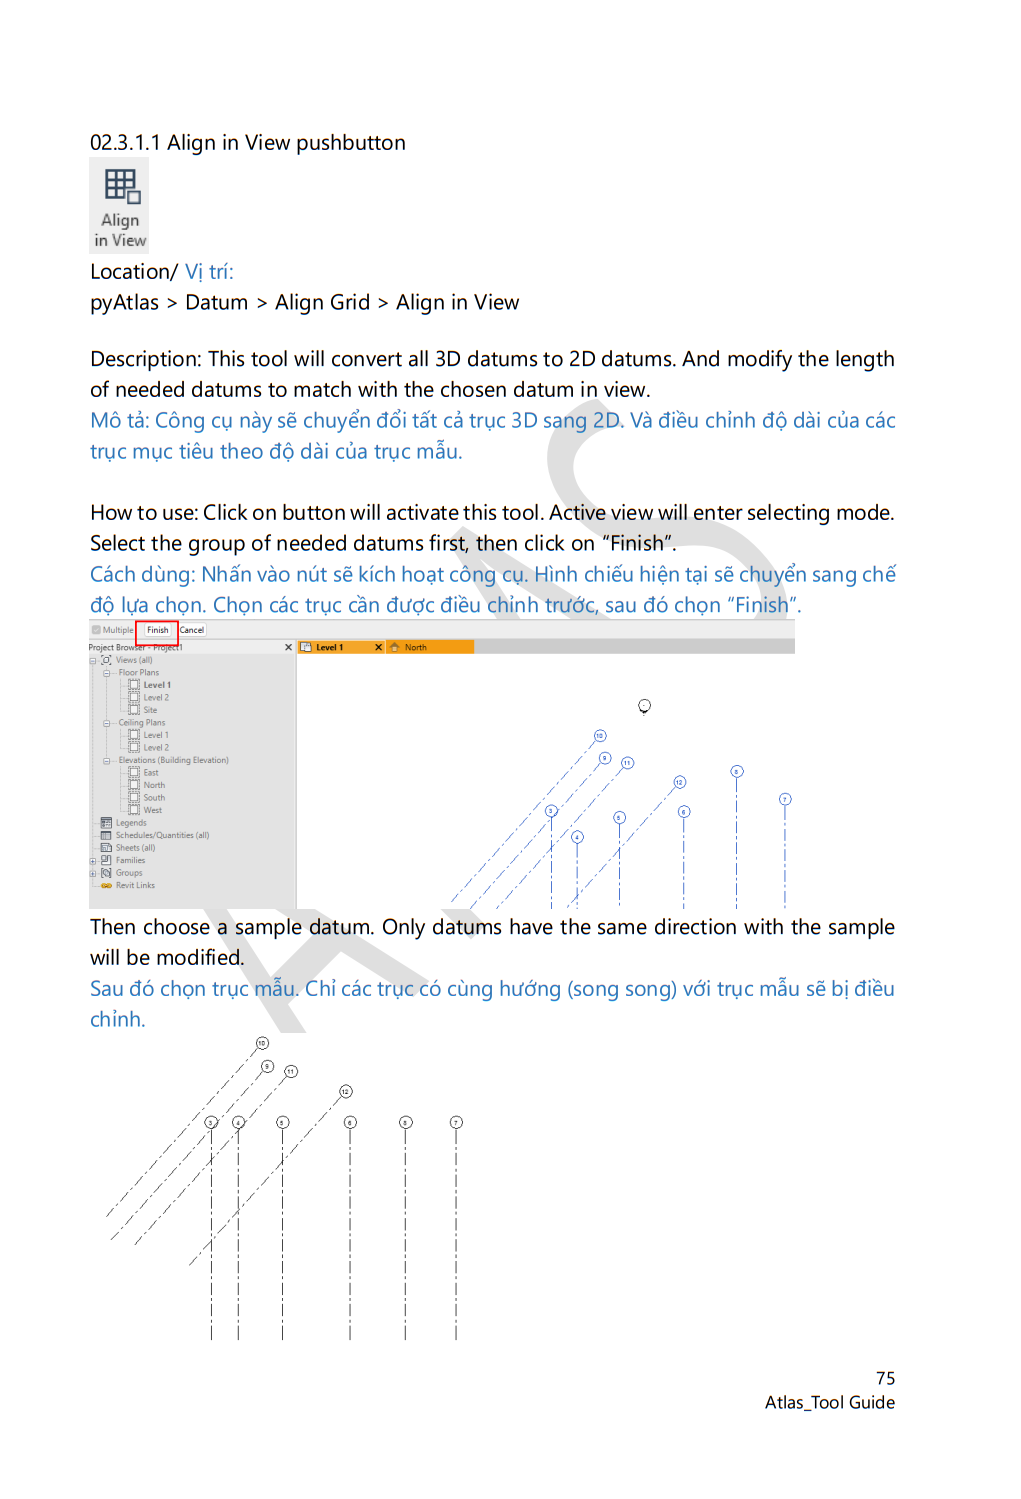 02.3.1.1 Align in View pushbutton
Align
in View
Location/ Vị trí:
pyAtlas > Datum > Align Grid > Align in View
Description: This tool will convert all 3D datums to 2D datums. And modify the length
of needed datums to match with the chosen datum in view.
Mô tả: Công cụ này sẽ chuyển đổi tất cả trục 3D sang 2D. Và điều chỉnh độ dài của các
trục mục tiêu theo độ dài của trục mẫu.
How to use: Click on button will activate this tool. Active view will enter selecting mode.
Select the group of needed datums first, then click on “Finish”.
Cách dùng: Nhấn vào nút sẽ kích hoạt công cụ. Hình chiếu hiện tại sẽ chuyển sang chế
độ lựa chọn. Chọn các trục cần được điều chỉnh trước, sau đó chọn “Finish”.
Multiple Finish Cancel
Project Browser - Project1
Level 1
North
Views (all)
Floor Plans
Level 1
Level 2
Site
Ceiling Plans
Level 1
Level 2
Elevations (Building Elevation)
East
North
South
West
Legends
Schedules/Quantities (all)
Sheets (all)
Families
Groups
Revit Links
10
9
11
12
8
7
3
5
6
4
Then choose a sample datum. Only datums have the same direction with the sample
will be modified.
Sau đó chọn trục mẫu. Chỉ các trục có cùng hướng (song song) với trục mẫu sẽ bị điều
chỉnh.
10
9
11
12
3 4 5 6 8 7
75
Atlas_Tool Guide